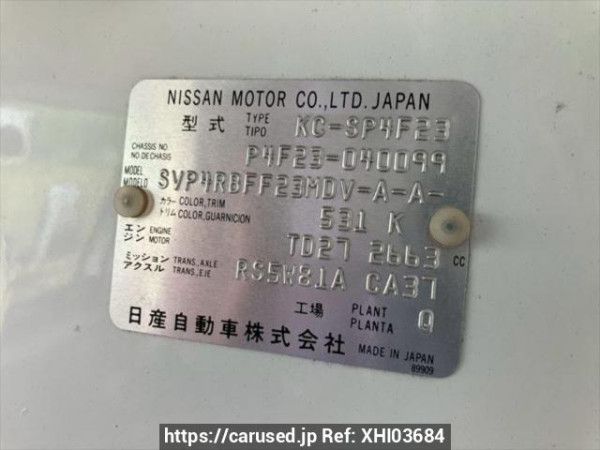 NISSAN MOTOR CO.,LTD. JAPAN
型式 TYPE TIPO KC-SP4F23
CHASSIS NO NO.DECHASIS P4F23-040099
MODEL MODELO SVP4RBFF23MDV-A-A-
カラー COLOR,TRIM トリム COLOR,GUARNICION 531 K
エンジン ENGINE MOTOR TD27 2663 CC
ミッション TRANS.,AXLE アクスル TRANS.,EJE RS5W81A CA37
工場 PLANT PLANTA Q
日産自動車株式会社 MADE IN JAPAN
89909
https://carused.jp Ref: XHI03684